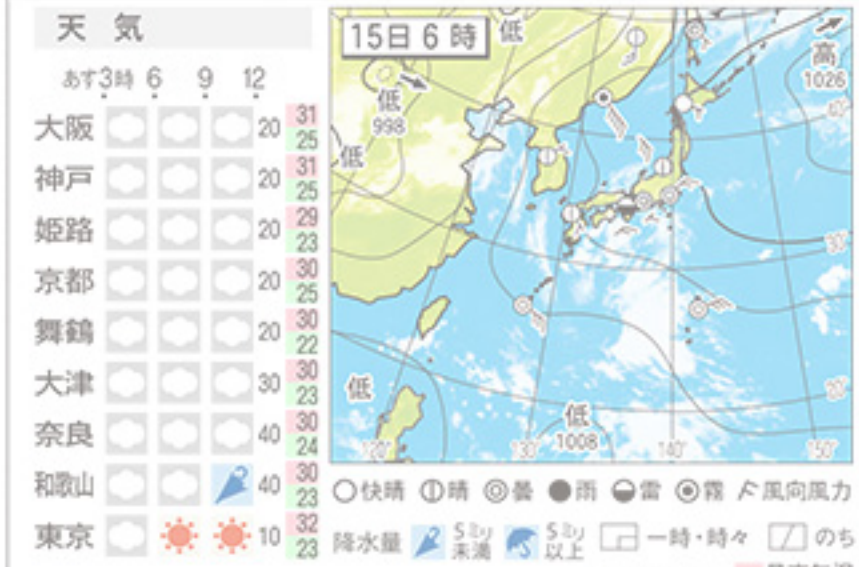 天気
15日6時
低
高
1026
あす3時 6 9 12
低
998
低
大阪 20 31 25
神戸 20 31 25
姫路 20 29 23
京都 20 30 25
舞鶴 20 30 22
大津 30 30 23
奈良 40 30 24
和歌山 40 30 23
東京 10 32 23
40°
30°
20°
低
低
1008
120° 130° 140° 150°
快晴 晴 曇 雨 雷 霧 風向風力
降水量 5ミリ未満 5ミリ以上 一時・時々 のち